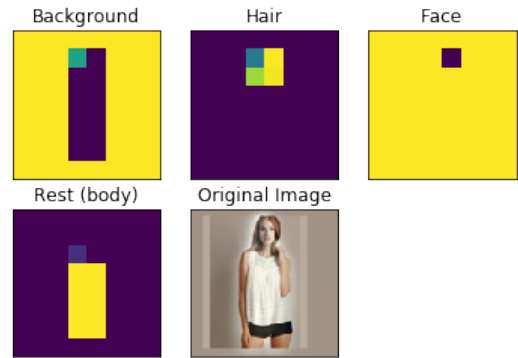 Background
Hair
Face
Rest (body)
Original Image